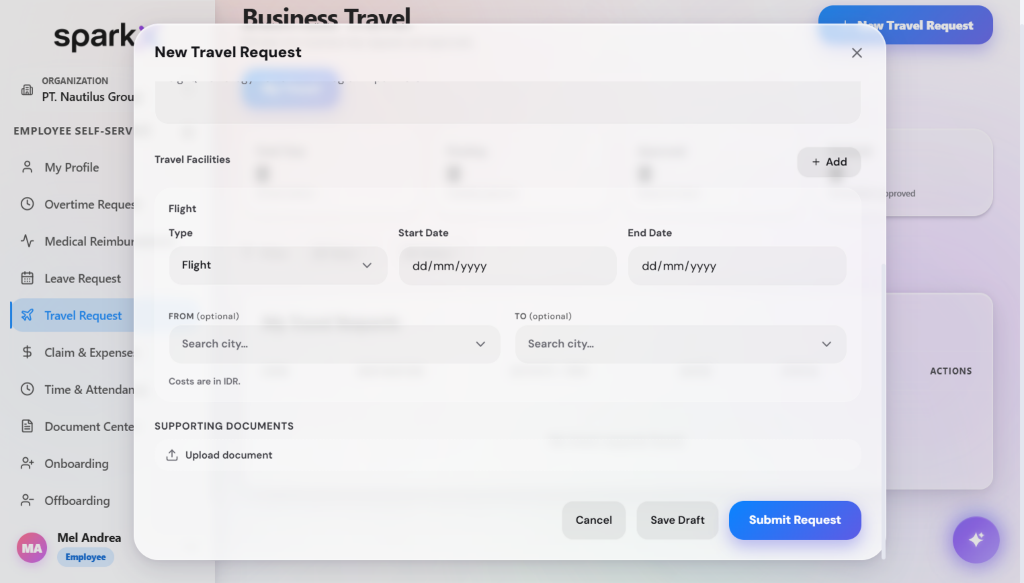 Business Travel
spark
New Travel Request
New Travel Request
ORGANIZATION
PT. Nautilus Grou
EMPLOYEE SELF-SERV
My Profile
Overtime Reques
Medical Reimbur
Leave Request
Travel Request
Claim & Expense
Time & Attendan
Document Cente
Onboarding
Offboarding
MA
Mel Andrea
Employee
Travel Facilities
+ Add
Flight
Type
Start Date
End Date
Flight
dd/mm/yyyy
dd/mm/yyyy
FROM (optional)
TO (optional)
Search city...
Search city...
Costs are in IDR.
SUPPORTING DOCUMENTS
Upload document
Cancel
Save Draft
Submit Request
ACTIONS